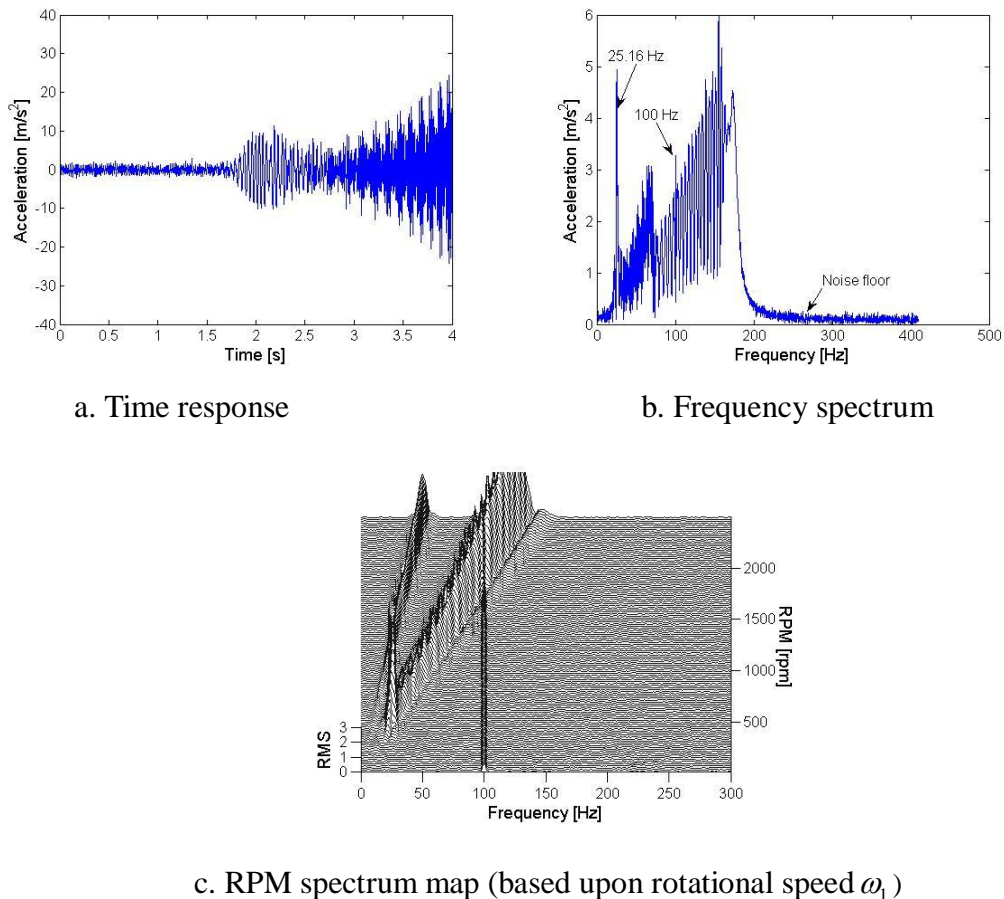 40
30
20
10
0
-10
-20
-30
-40
Acceleration [m/s²]
0 0.5 1 1.5 2 2.5 3 3.5 4
Time [s]
6
5
4
3
2
1
0
Acceleration [m/s²]
25.16 Hz
100 Hz
Noise floor
0 100 200 300 400 500
Frequency [Hz]
a. Time response
b. Frequency spectrum
3
2
1
0
RMS
2000
1500
1000
500
RPM [rpm]
0 50 100 150 200 250 300
Frequency [Hz]
c. RPM spectrum map (based upon rotational speed ω₁)